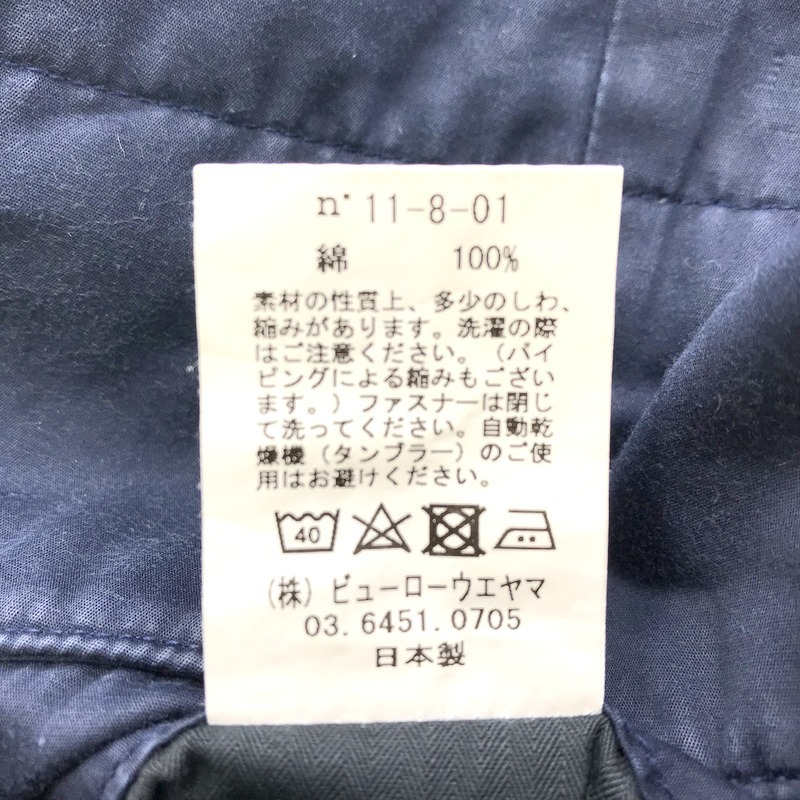 n° 11-8-01
綿 100%
素材の性質上、多少のしわ、
縮みがあります。洗濯の際
はご注意ください。（パイ
ピングによる縮みもござい
ます。）ファスナーは閉じ
て洗ってください。自動乾
燥機（タンブラー）のご使
用はお避けください。
40
(株) ビューローウエヤマ
03.6451.0705
日本製